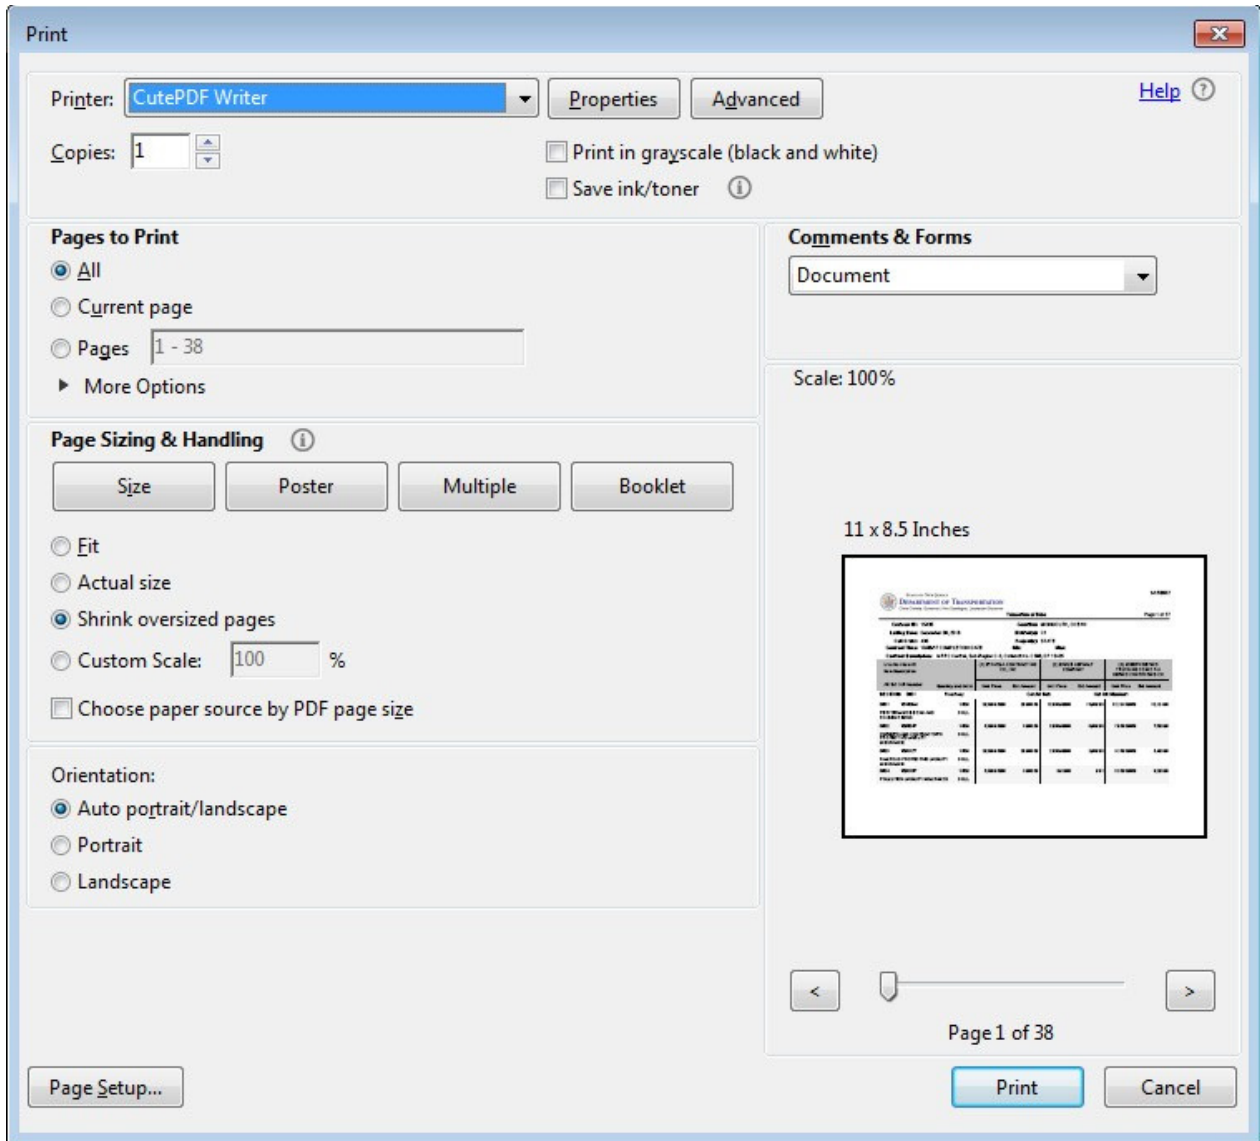 Print
Printer: CutePDF Writer Properties Advanced Help ?
Copies: 1 Print in grayscale (black and white)
Save ink/toner
Pages to Print
All
Current page
Pages 1 - 38
More Options
Comments & Forms
Document
Page Sizing & Handling
Size Poster Multiple Booklet
Fit
Actual size
Shrink oversized pages
Custom Scale: 100 %
Choose paper source by PDF page size
Orientation:
Auto portrait/landscape
Portrait
Landscape
Scale: 100%
11 x 8.5 Inches
DEPARTMENT OF TRANSPORTATION
< >
Page 1 of 38
Page Setup... Print Cancel